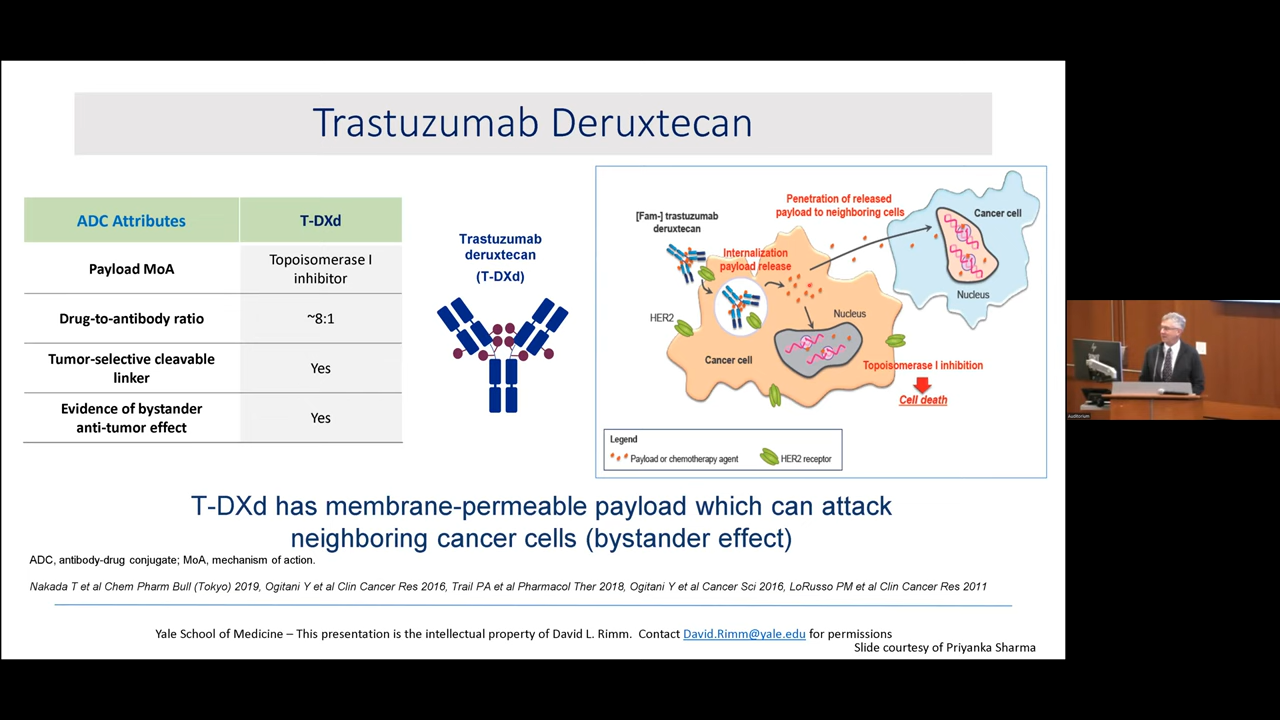 Trastuzumab Deruxtecan
ADC Attributes
T-DXd
Payload MoA
Topoisomerase I
inhibitor
Drug-to-antibody ratio
~8:1
Tumor-selective cleavable
linker
Yes
Evidence of bystander
anti-tumor effect
Yes
Trastuzumab
deruxtecan
(T-DXd)
[Fam-] trastuzumab
deruxtecan
Penetration of released
payload to neighboring cells
Cancer cell
Internalization
payload release
Nucleus
HER2
Nucleus
Cancer cell
Topoisomerase I inhibition
Cell death
Legend
Payload or chemotherapy agent
HER2 receptor
T-DXd has membrane-permeable payload which can attack
neighboring cancer cells (bystander effect)
ADC, antibody-drug conjugate; MoA, mechanism of action.
Nakada T et al Chem Pharm Bull (Tokyo) 2019, Ogitani Y et al Clin Cancer Res 2016, Trail PA et al Pharmacol Ther 2018, Ogitani Y et al Cancer Sci 2016, LoRusso PM et al Clin Cancer Res 2011
Yale School of Medicine – This presentation is the intellectual property of David L. Rimm.  Contact David.Rimm@yale.edu for permissions
Slide courtesy of Priyanka Sharma
Auditorium